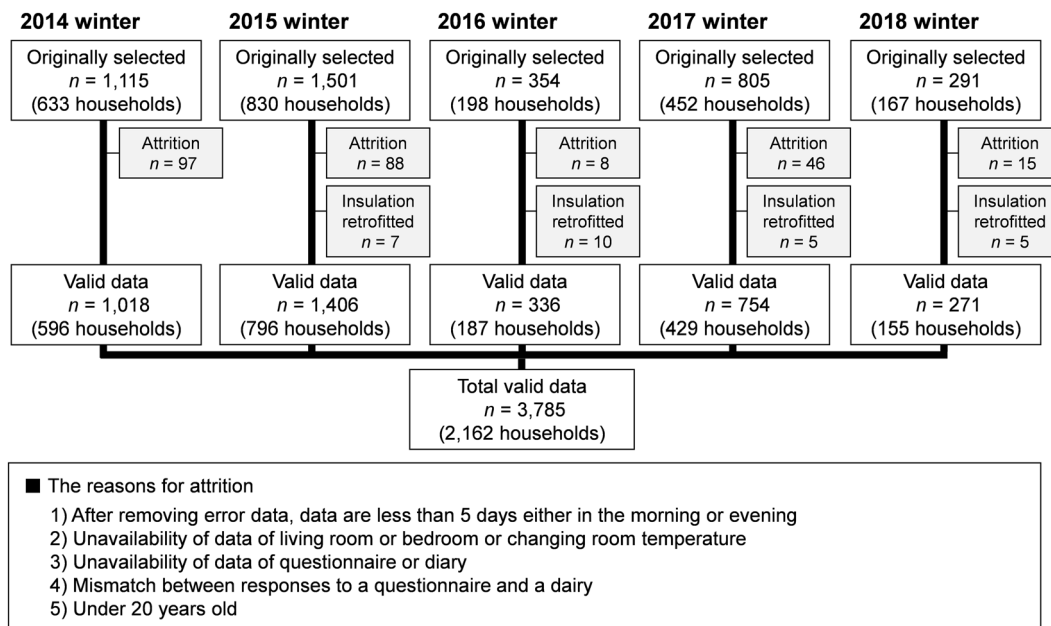 2014 winter
Originally selected
n = 1,115
(633 households)
Attrition
n = 97
Valid data
n = 1,018
(596 households)
2015 winter
Originally selected
n = 1,501
(830 households)
Attrition
n = 88
Insulation
retrofitted
n = 7
Valid data
n = 1,406
(796 households)
2016 winter
Originally selected
n = 354
(198 households)
Attrition
n = 8
Insulation
retrofitted
n = 10
Valid data
n = 336
(187 households)
2017 winter
Originally selected
n = 805
(452 households)
Attrition
n = 46
Insulation
retrofitted
n = 5
Valid data
n = 754
(429 households)
2018 winter
Originally selected
n = 291
(167 households)
Attrition
n = 15
Insulation
retrofitted
n = 5
Valid data
n = 271
(155 households)
Total valid data
n = 3,785
(2,162 households)
■ The reasons for attrition
1) After removing error data, data are less than 5 days either in the morning or evening
2) Unavailability of data of living room or bedroom or changing room temperature
3) Unavailability of data of questionnaire or diary
4) Mismatch between responses to a questionnaire and a dairy
5) Under 20 years old